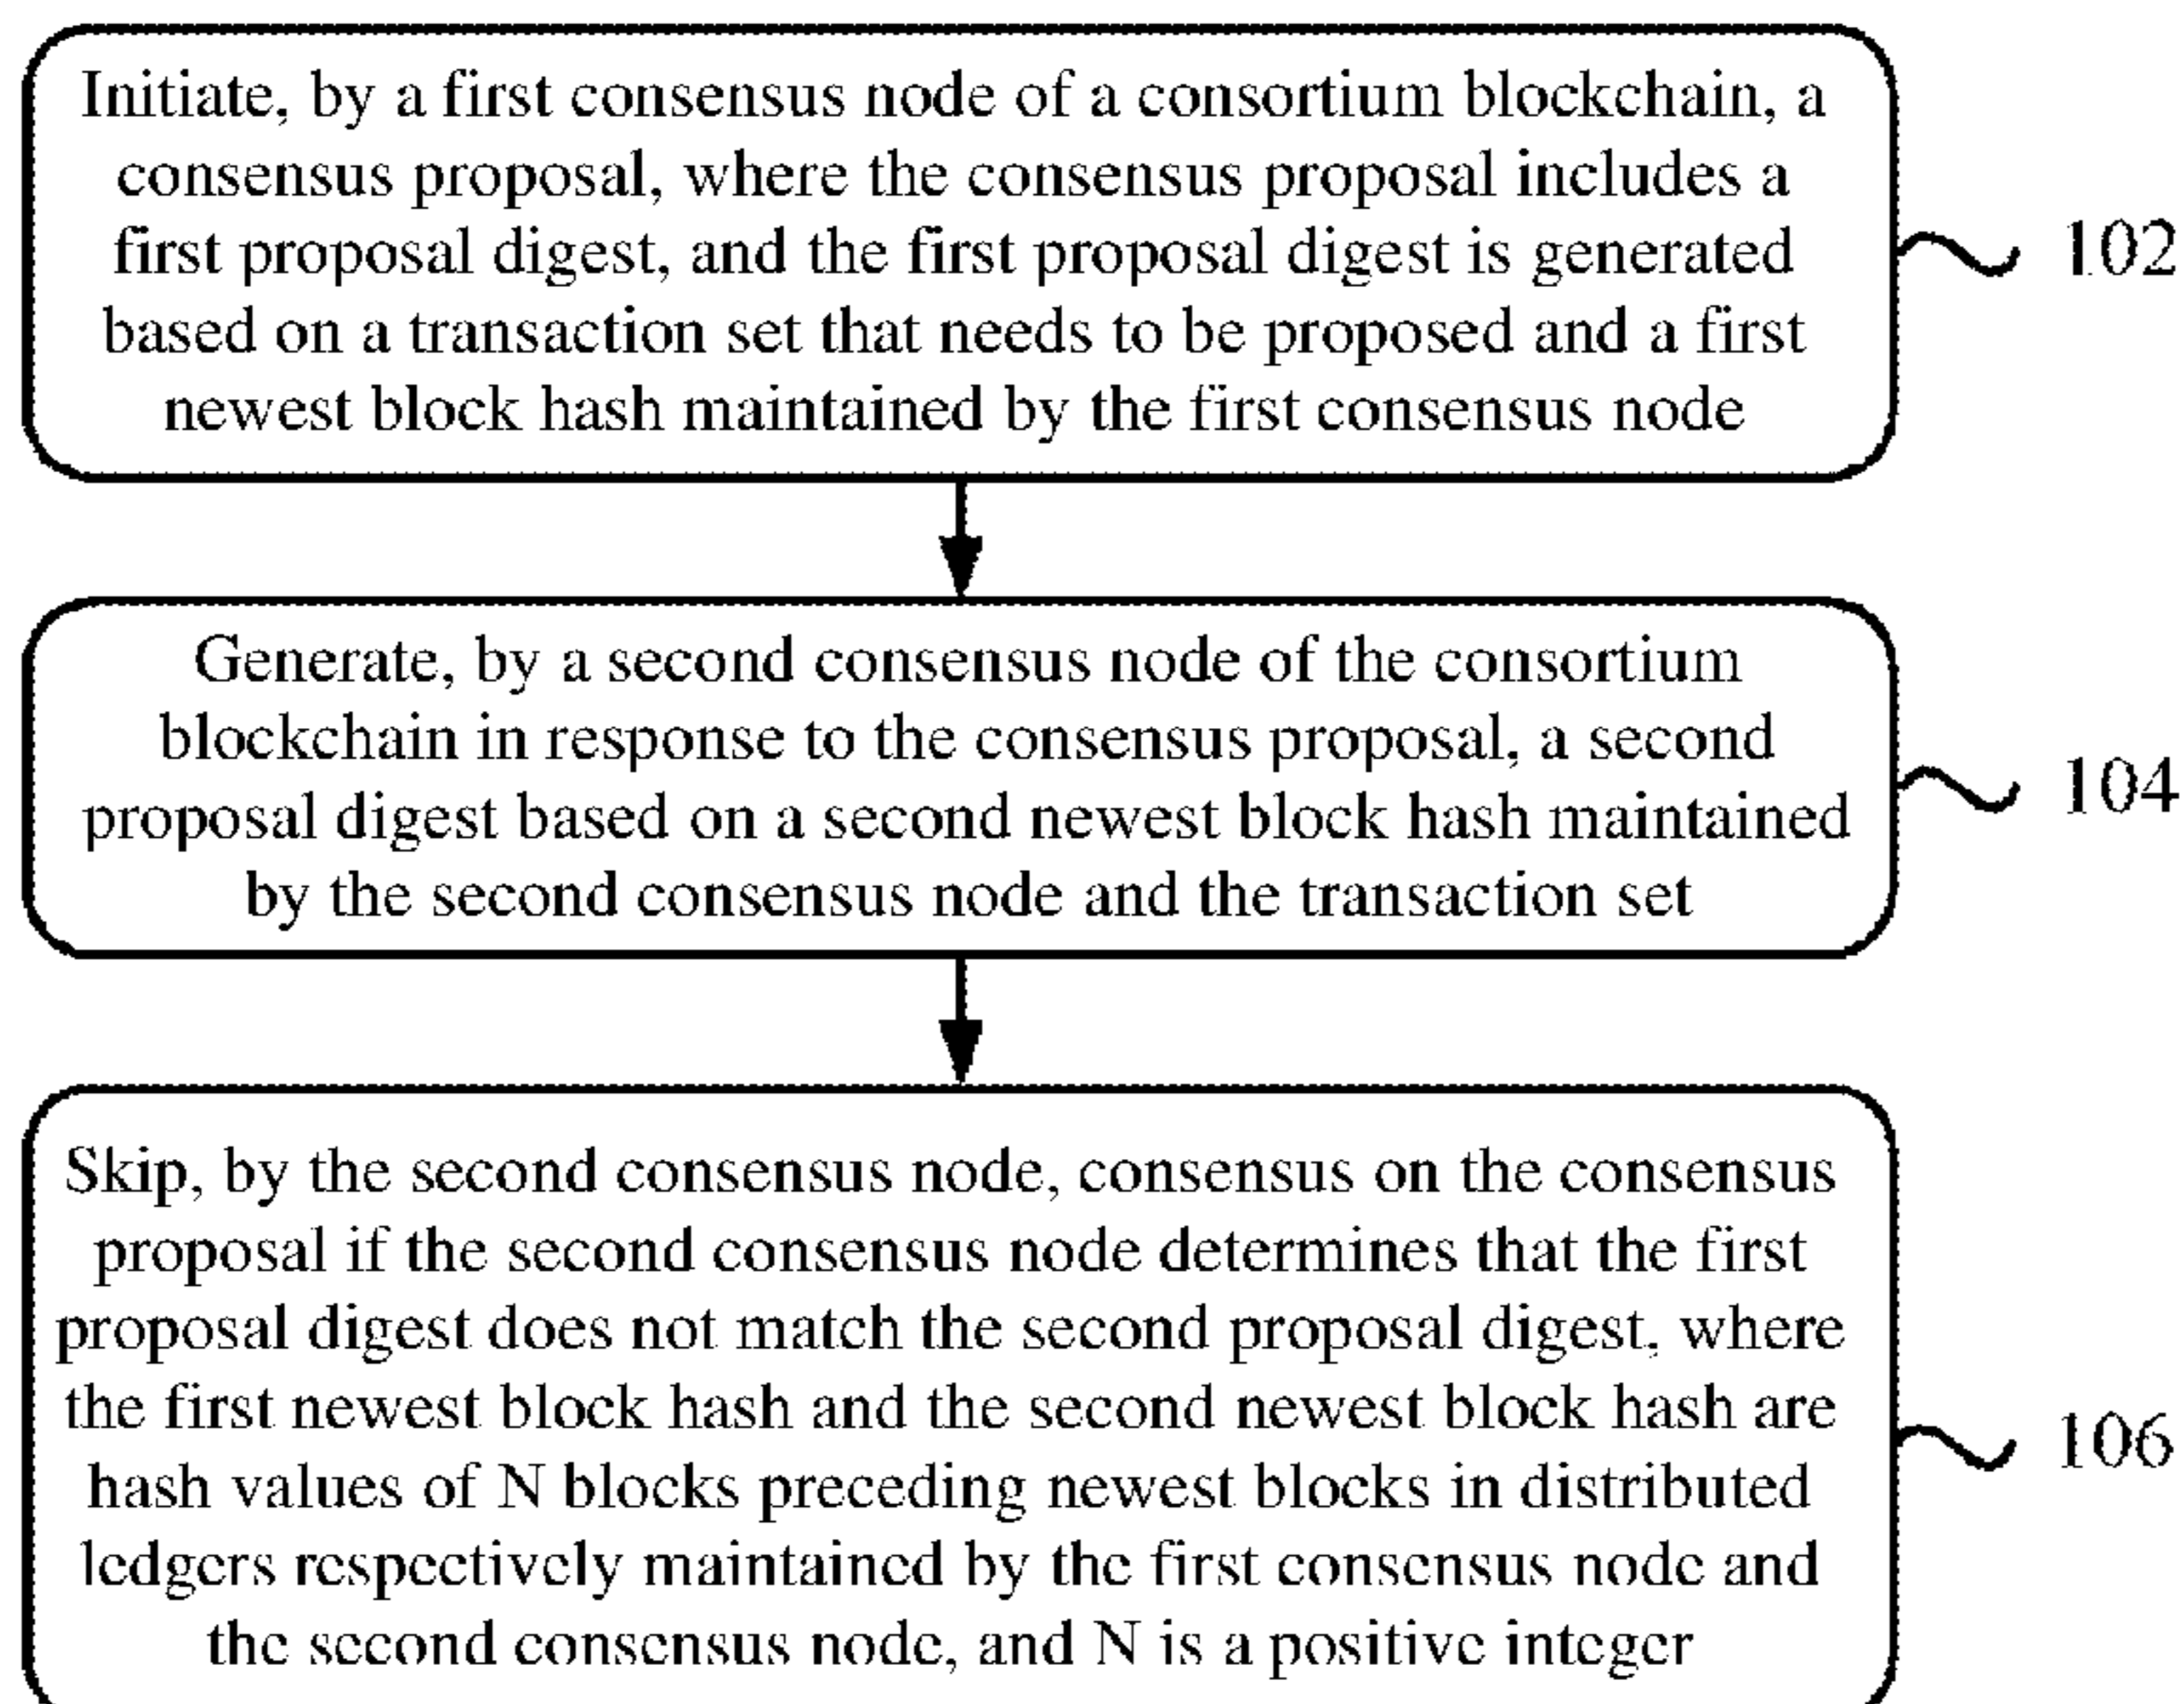 Initiate, by a first consensus node of a consortium blockchain, a
consensus proposal, where the consensus proposal includes a
first proposal digest, and the first proposal digest is generated
based on a transaction set that needs to be proposed and a first
newest block hash maintained by the first consensus node
102
Generate, by a second consensus node of the consortium
blockchain in response to the consensus proposal, a second
proposal digest based on a second newest block hash maintained
by the second consensus node and the transaction set
104
Skip, by the second consensus node, consensus on the consensus
proposal if the second consensus node determines that the first
proposal digest does not match the second proposal digest, where
the first newest block hash and the second newest block hash are
hash values of N blocks preceding newest blocks in distributed
ledgers respectively maintained by the first consensus node and
the second consensus node, and N is a positive integer
106